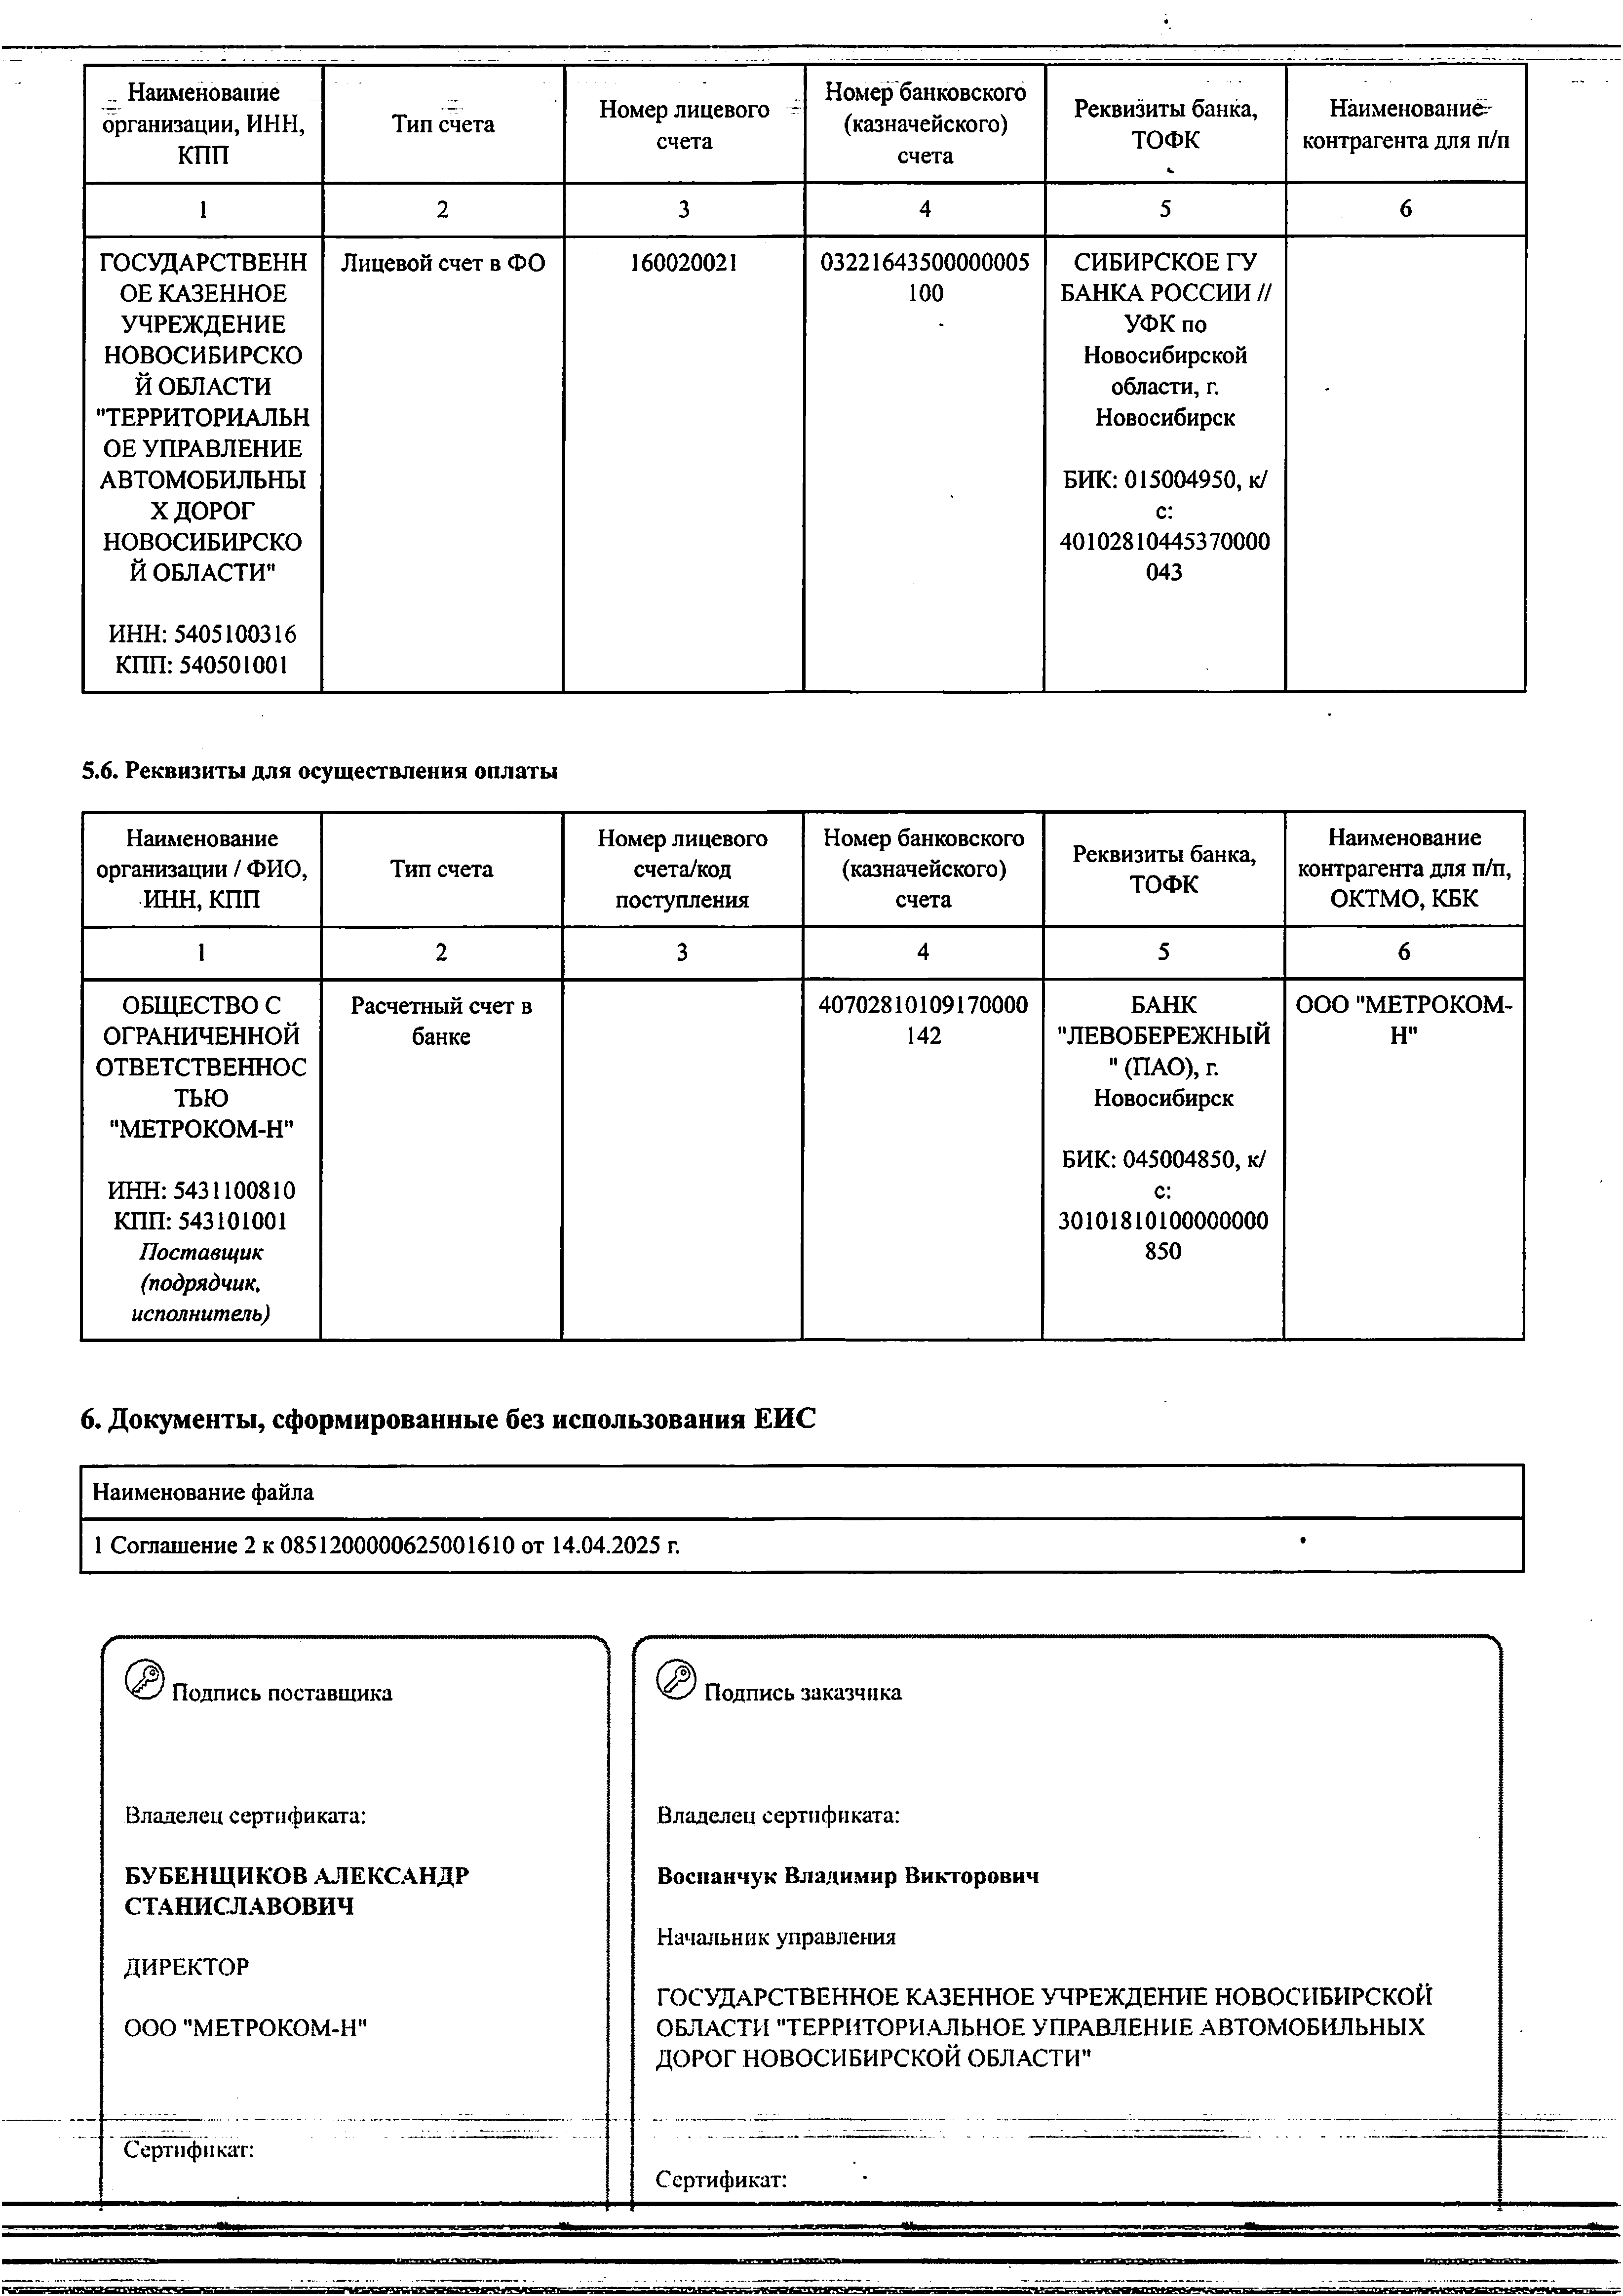 Наименование
организации, ИНН,
КПП
Тип счета
Номер лицевого
счета
Номер банковского
(казначейского)
счета
Реквизиты банка,
ТОФК
Наименование
контрагента для п/п
1
2
3
4
5
6
ГОСУДАРСТВЕНН
ОЕ КАЗЕННОЕ
УЧРЕЖДЕНИЕ
НОВОСИБИРСКО
Й ОБЛАСТИ
"ТЕРРИТОРИАЛЬН
ОЕ УПРАВЛЕНИЕ
АВТОМОБИЛЬНЫ
Х ДОРОГ
НОВОСИБИРСКО
Й ОБЛАСТИ"
ИНН: 5405100316
КПП: 540501001
Лицевой счет в ФО
160020021
03221643500000005
100
СИБИРСКОЕ ГУ
БАНКА РОССИИ //
УФК по
Новосибирской
области, г.
Новосибирск
БИК: 015004950, к/
с:
40102810445370000
043
5.6. Реквизиты для осуществления оплаты
Наименование
организации / ФИО,
ИНН, КПП
Тип счета
Номер лицевого
счета/код
поступления
Номер банковского
(казначейского)
счета
Реквизиты банка,
ТОФК
Наименование
контрагента для п/п,
ОКТМО, КБК
1
2
3
4
5
6
ОБЩЕСТВО С
ОГРАНИЧЕННОЙ
ОТВЕТСТВЕННОС
ТЬЮ
"МЕТРОКОМ-Н"
ИНН: 5431100810
КПП: 543101001
Поставщик
(подрядчик,
исполнитель)
Расчетный счет в
банке
40702810109170000
142
БАНК
"ЛЕВОБЕРЕЖНЫЙ
" (ПАО), г.
Новосибирск
БИК: 045004850, к/
с:
30101810100000000
850
ООО "МЕТРОКОМ-
Н"
6. Документы, сформированные без использования ЕИС
Наименование файла
1 Соглашение 2 к 0851200000625001610 от 14.04.2025 г.
Подпись поставщика
Владелец сертификата:
БУБЕНЩИКОВ АЛЕКСАНДР
СТАНИСЛАВОВИЧ
ДИРЕКТОР
ООО "МЕТРОКОМ-Н"
Сертификат:
Подпись заказчика
Владелец сертификата:
Воспанчук Владимир Викторович
Начальник управления
ГОСУДАРСТВЕННОЕ КАЗЕННОЕ УЧРЕЖДЕНИЕ НОВОСИБИРСКОЙ
ОБЛАСТИ "ТЕРРИТОРИАЛЬНОЕ УПРАВЛЕНИЕ АВТОМОБИЛЬНЫХ
ДОРОГ НОВОСИБИРСКОЙ ОБЛАСТИ"
Сертификат: